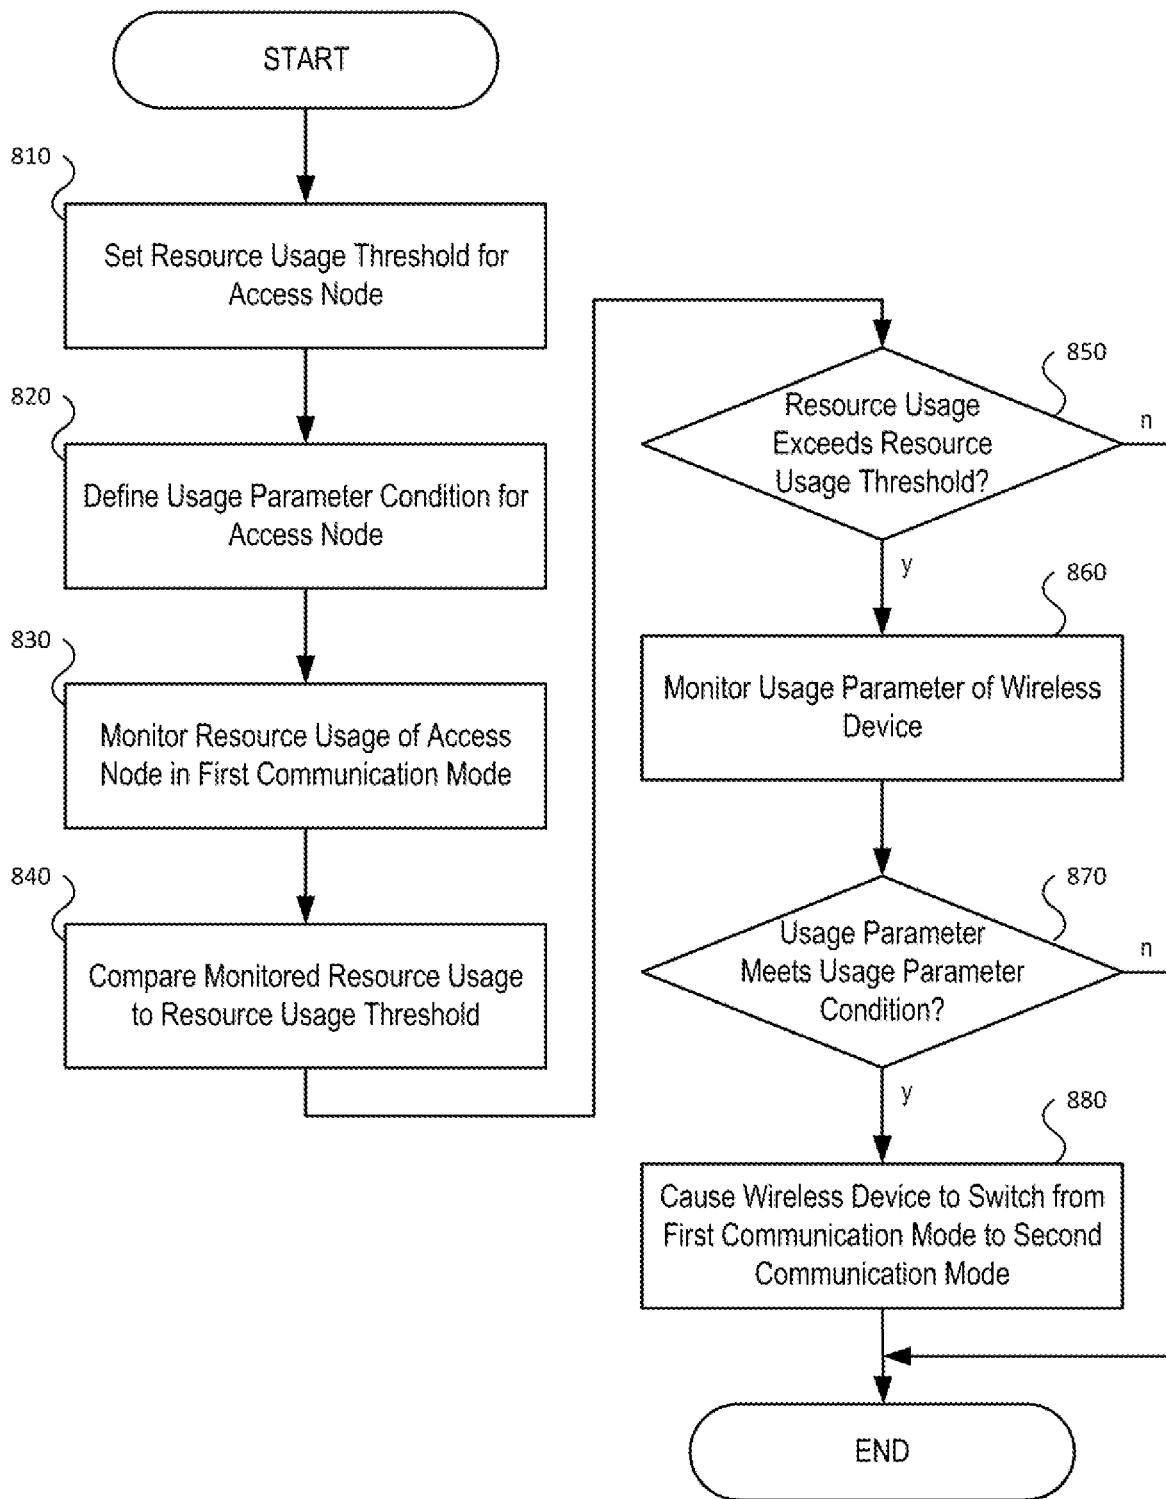 START
810
Set Resource Usage Threshold for
Access Node
820
Define Usage Parameter Condition for
Access Node
830
Monitor Resource Usage of Access
Node in First Communication Mode
840
Compare Monitored Resource Usage
to Resource Usage Threshold
850
Resource Usage
Exceeds Resource
Usage Threshold?
n
y
860
Monitor Usage Parameter of Wireless
Device
870
Usage Parameter
Meets Usage Parameter
Condition?
n
y
880
Cause Wireless Device to Switch from
First Communication Mode to Second
Communication Mode
END